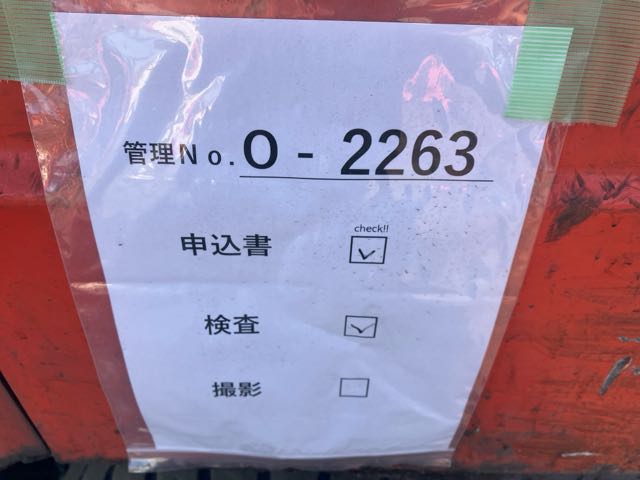 管理No. O - 2263
check!!
申込書 ☑
検査 ☑
撮影 ☐